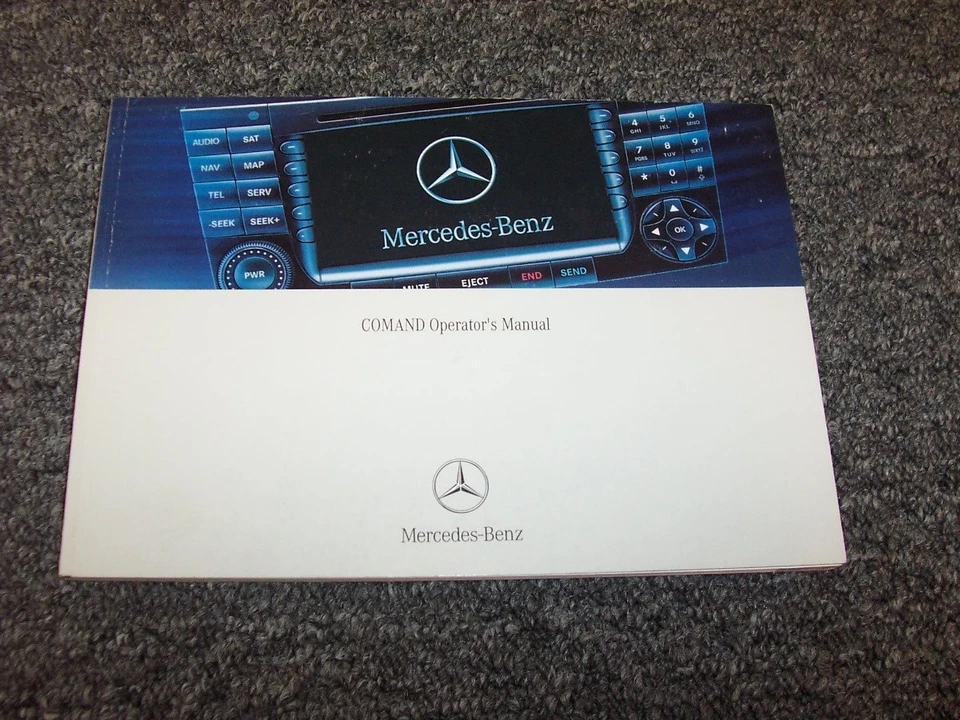 AUDIO SAT
NAV MAP
TEL SERV
-SEEK SEEK+
PWR
Mercedes-Benz
MUTE EJECT END SEND
4 GHI 5 JKL 6 MNO
7 PQRS 8 TUV 9 WXYZ
* 0 #
OK
COMAND Operator's Manual
Mercedes-Benz